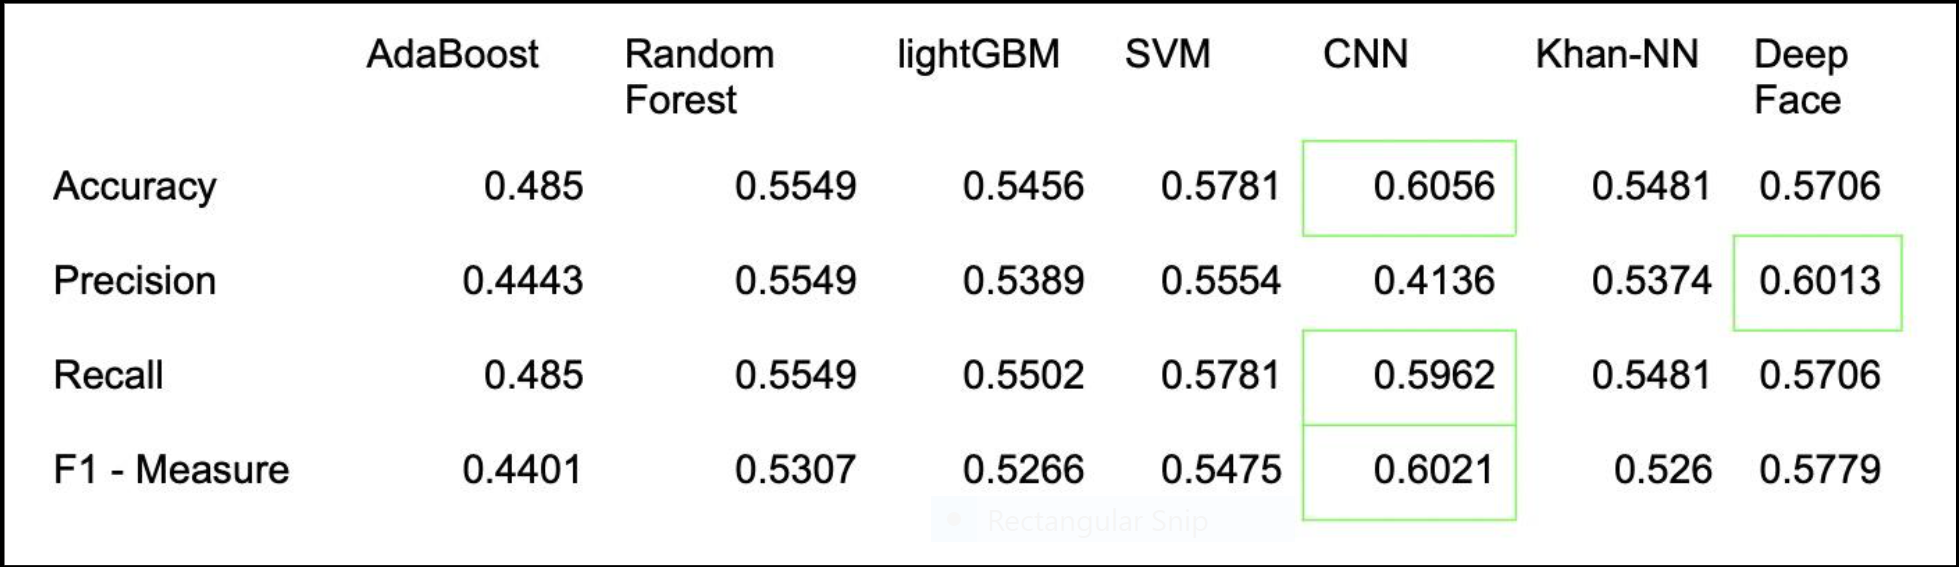 AdaBoost Random Forest lightGBM SVM CNN Khan-NN Deep Face
Accuracy 0.485 0.5549 0.5456 0.5781 0.6056 0.5481 0.5706
Precision 0.4443 0.5549 0.5389 0.5554 0.4136 0.5374 0.6013
Recall 0.485 0.5549 0.5502 0.5781 0.5962 0.5481 0.5706
F1 - Measure 0.4401 0.5307 0.5266 0.5475 0.6021 0.526 0.5779
Rectangular Snip